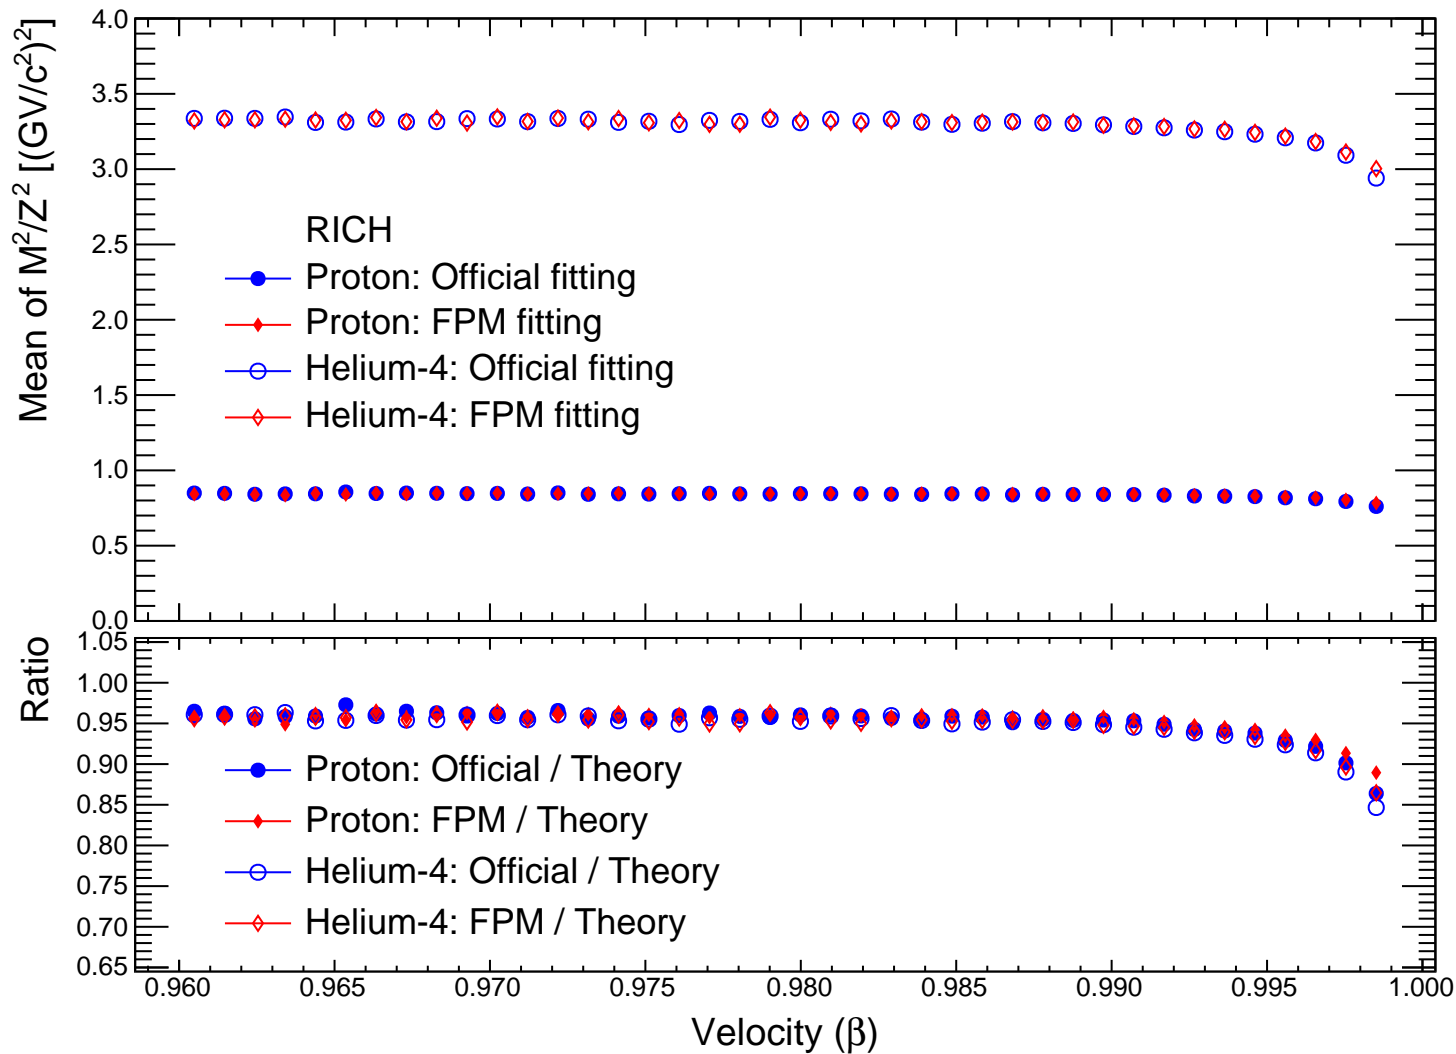 Mean of M²/Z² [(GV/c²)²]
4.0
3.5
3.0
2.5
2.0
1.5
1.0
0.5
0.0
RICH
Proton: Official fitting
Proton: FPM fitting
Helium-4: Official fitting
Helium-4: FPM fitting
Ratio
1.05
1.00
0.95
0.90
0.85
0.80
0.75
0.70
0.65
Proton: Official / Theory
Proton: FPM / Theory
Helium-4: Official / Theory
Helium-4: FPM / Theory
0.960 0.965 0.970 0.975 0.980 0.985 0.990 0.995 1.000
Velocity (β)